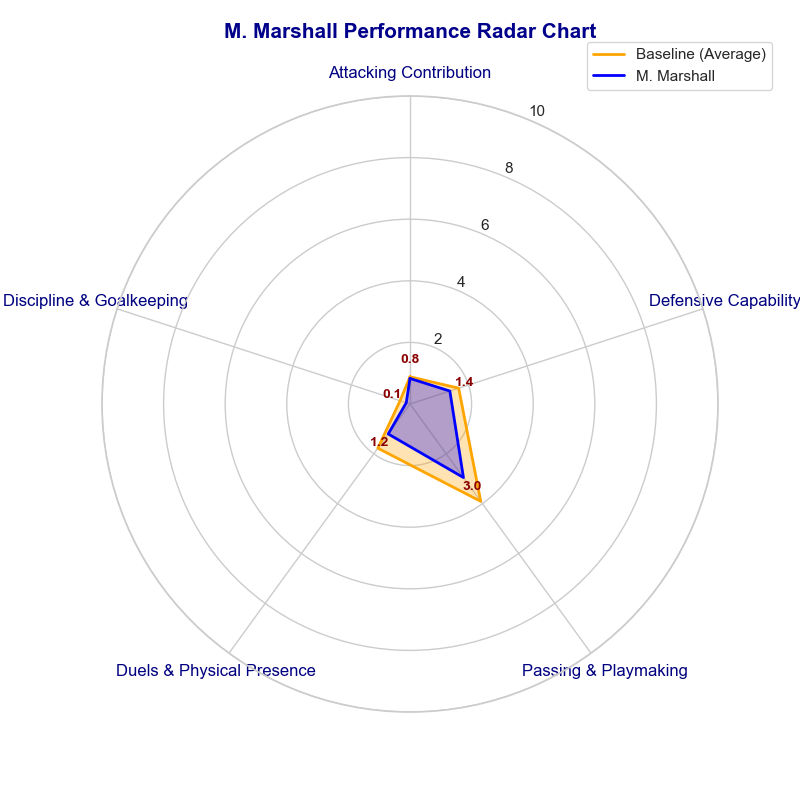 M. Marshall Performance Radar Chart
Baseline (Average)
M. Marshall
Attacking Contribution
10
8
6
4
2
Discipline & Goalkeeping
Defensive Capability
0.8
1.4
0.1
1.2
3.0
Duels & Physical Presence
Passing & Playmaking